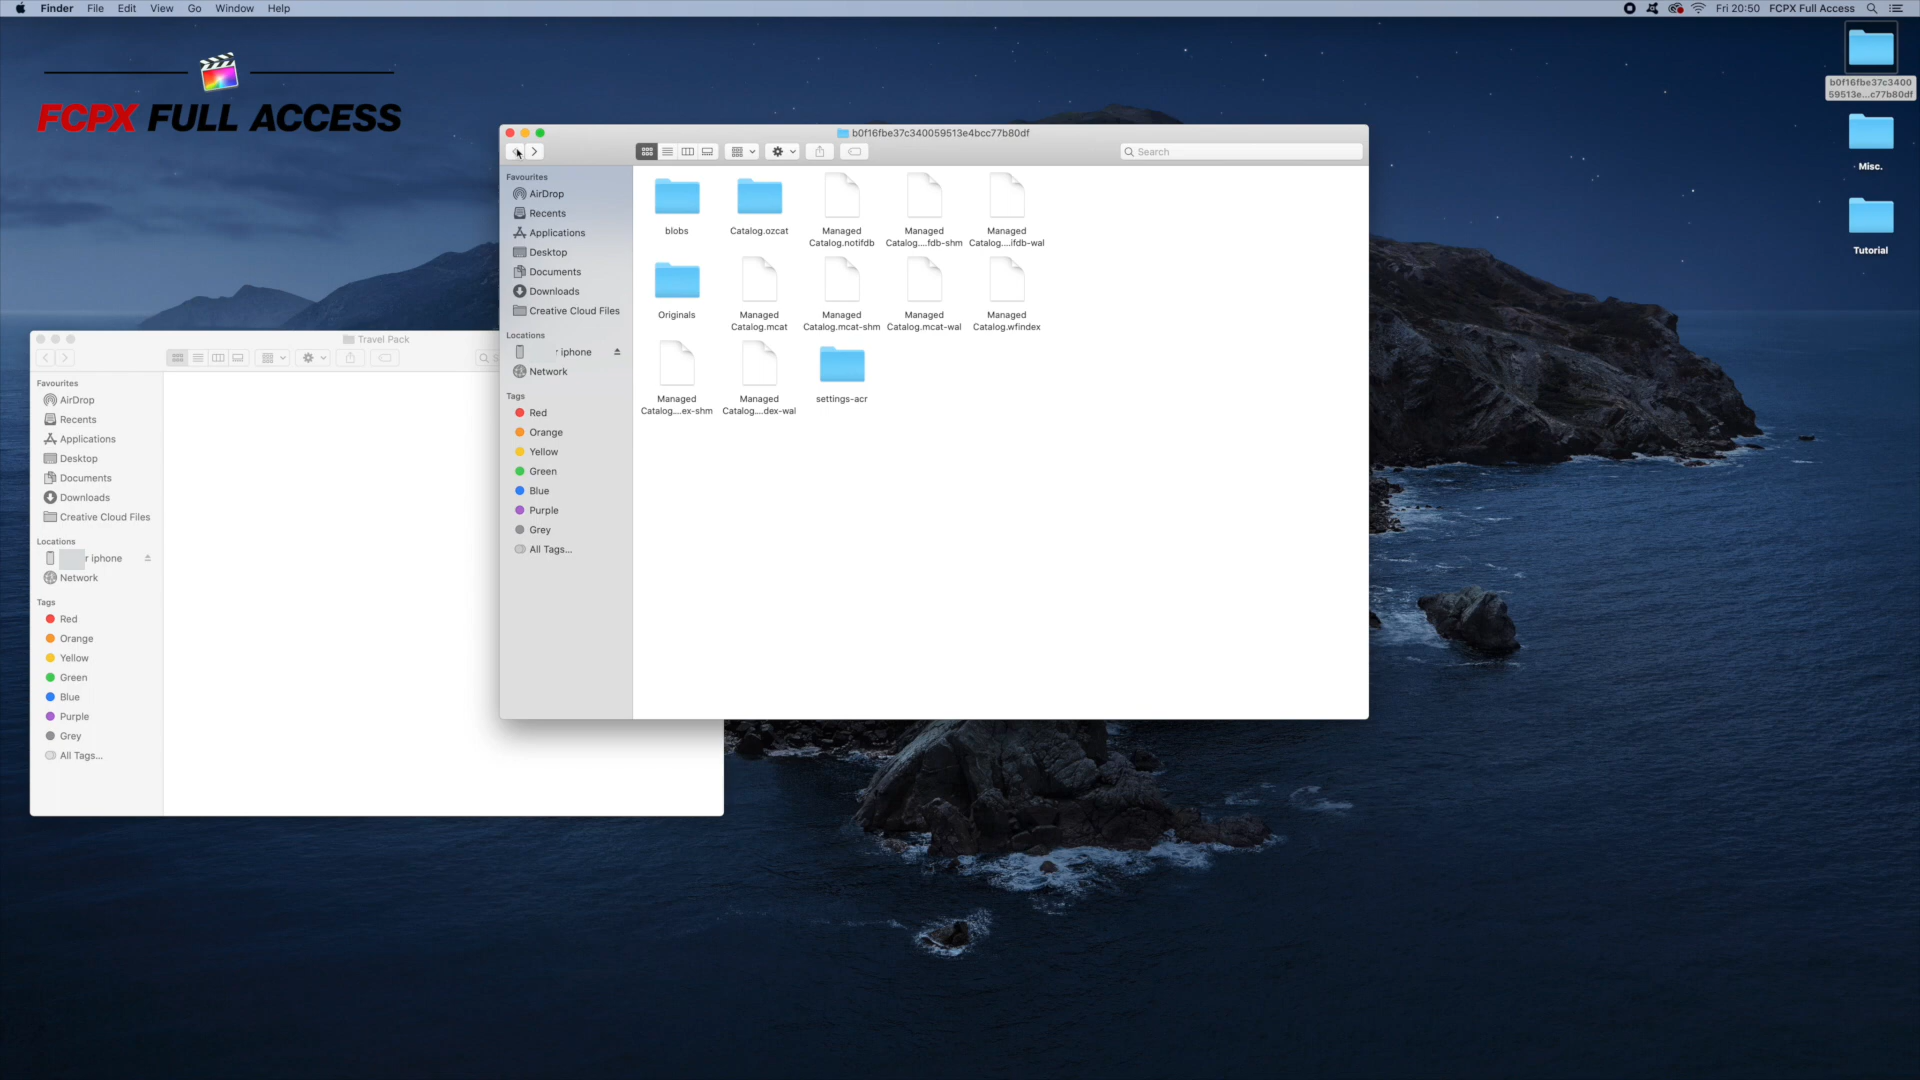 Finder File Edit View Go Window Help
Fri 20:50 FCPX Full Access
FCPX FULL ACCESS
b0f16fbe37c3400
59513e...c77b80df
Misc.
Tutorial
b0f16fbe37c340059513e4bcc77b80df
Search
Favourites
AirDrop
Recents
Applications
Desktop
Documents
Downloads
Creative Cloud Files
Locations
r iphone
Network
Tags
Red
Orange
Yellow
Green
Blue
Purple
Grey
All Tags...
blobs
Catalog.ozcat
Managed
Catalog.notifdb
Managed
Catalog....fdb-shm
Managed
Catalog....ifdb-wal
Originals
Managed
Catalog.mcat
Managed
Catalog.mcat-shm
Managed
Catalog.mcat-wal
Managed
Catalog.wfindex
Managed
Catalog....ex-shm
Managed
Catalog....dex-wal
settings-acr
Travel Pack
S
Favourites
AirDrop
Recents
Applications
Desktop
Documents
Downloads
Creative Cloud Files
Locations
r iphone
Network
Tags
Red
Orange
Yellow
Green
Blue
Purple
Grey
All Tags...